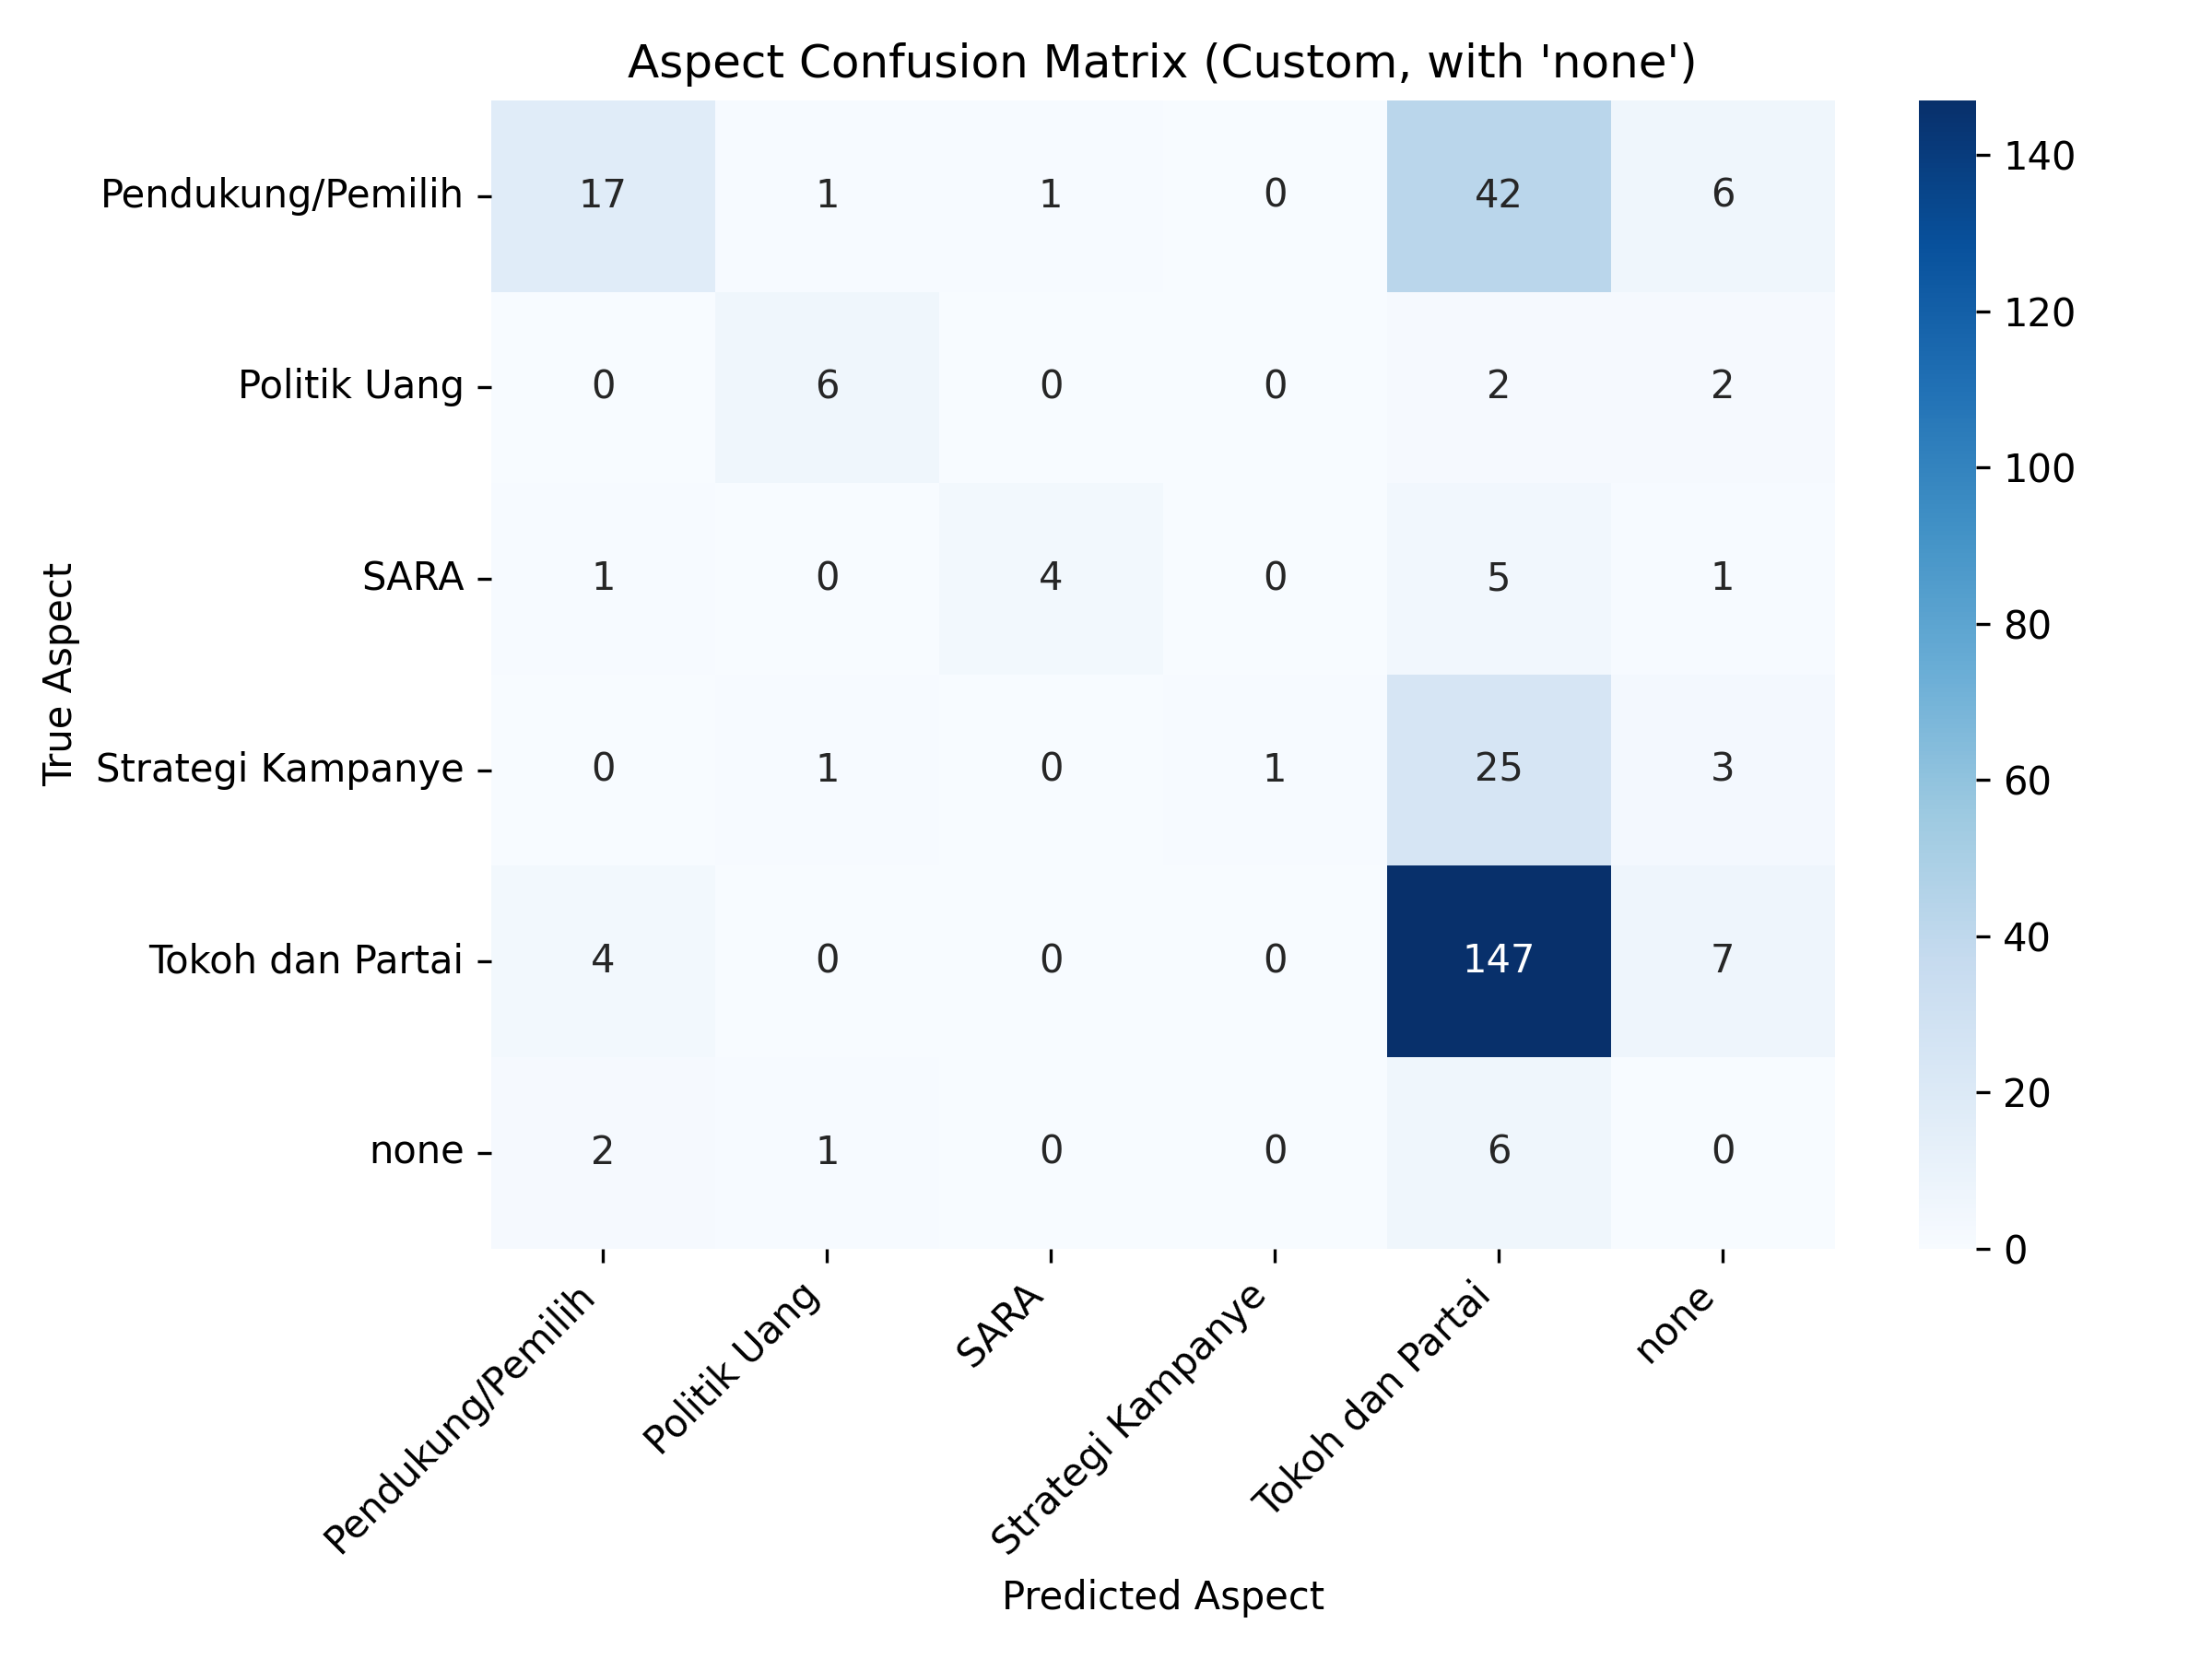 Aspect Confusion Matrix (Custom, with 'none')
True Aspect
Pendukung/Pemilih 17 1 1 0 42 6
Politik Uang 0 6 0 0 2 2
SARA 1 0 4 0 5 1
Strategi Kampanye 0 1 0 1 25 3
Tokoh dan Partai 4 0 0 0 147 7
none 2 1 0 0 6 0
Pendukung/Pemilih
Politik Uang
SARA
Strategi Kampanye
Tokoh dan Partai
none
Predicted Aspect
140
120
100
80
60
40
20
0